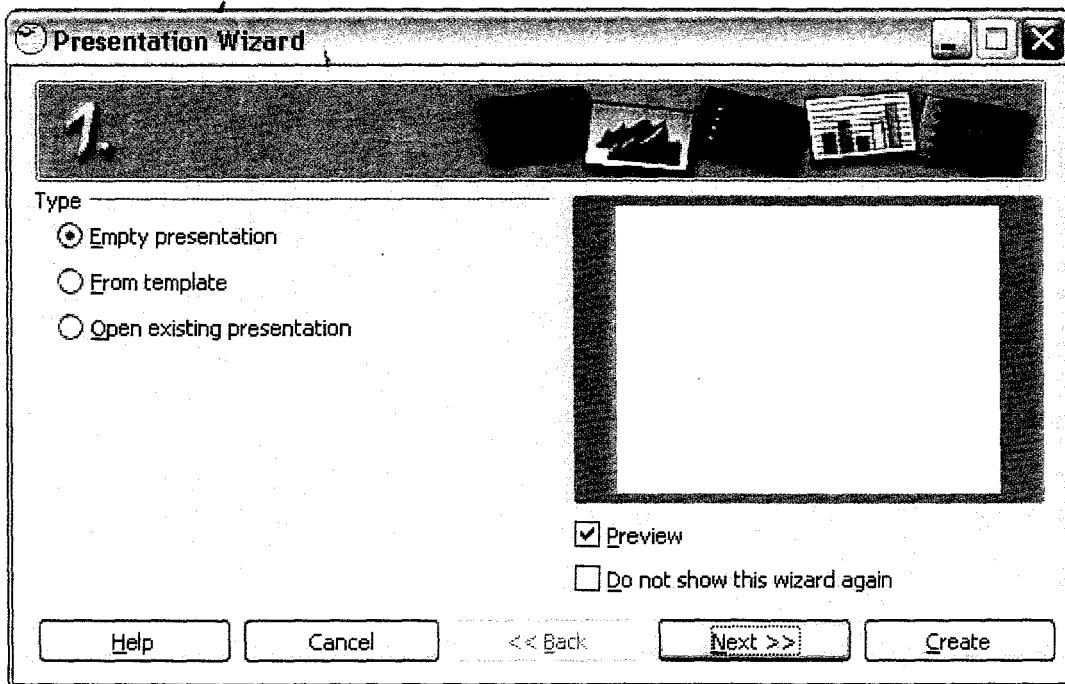 Presentation Wizard
1.
Type
Empty presentation
From template
Open existing presentation
Preview
Do not show this wizard again
Help
Cancel
<< Back
Next >>
Create